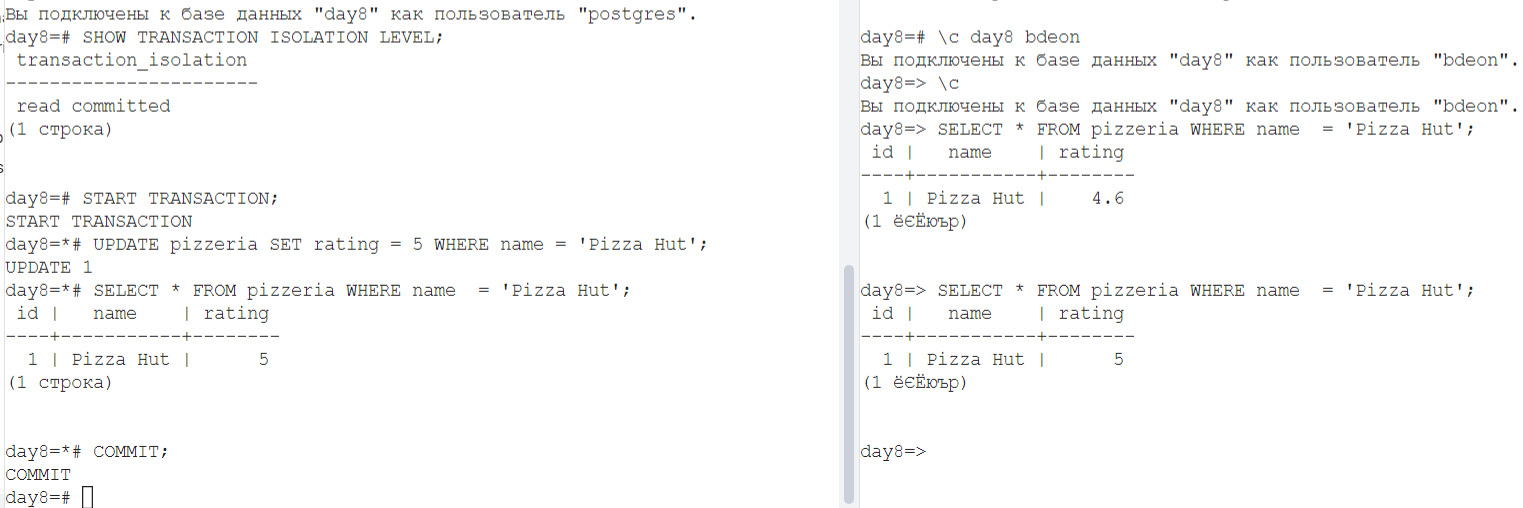 Вы подключены к базе данных "day8" как пользователь "postgres".
day8=# SHOW TRANSACTION ISOLATION LEVEL;
 transaction_isolation
-----------------------
 read committed
(1 строка)
day8=# START TRANSACTION;
START TRANSACTION
day8=*# UPDATE pizzeria SET rating = 5 WHERE name = 'Pizza Hut';
UPDATE 1
day8=*# SELECT * FROM pizzeria WHERE name  = 'Pizza Hut';
 id |   name    | rating
----+-----------+--------
  1 | Pizza Hut |      5
(1 строка)
day8=*# COMMIT;
COMMIT
day8=#
day8=# \c day8 bdeon
Вы подключены к базе данных "day8" как пользователь "bdeon".
day8=> \c
Вы подключены к базе данных "day8" как пользователь "bdeon".
day8=> SELECT * FROM pizzeria WHERE name  = 'Pizza Hut';
 id |   name    | rating
----+-----------+--------
  1 | Pizza Hut |    4.6
(1 ёЄЁюър)
day8=> SELECT * FROM pizzeria WHERE name  = 'Pizza Hut';
 id |   name    | rating
----+-----------+--------
  1 | Pizza Hut |      5
(1 ёЄЁюър)
day8=>